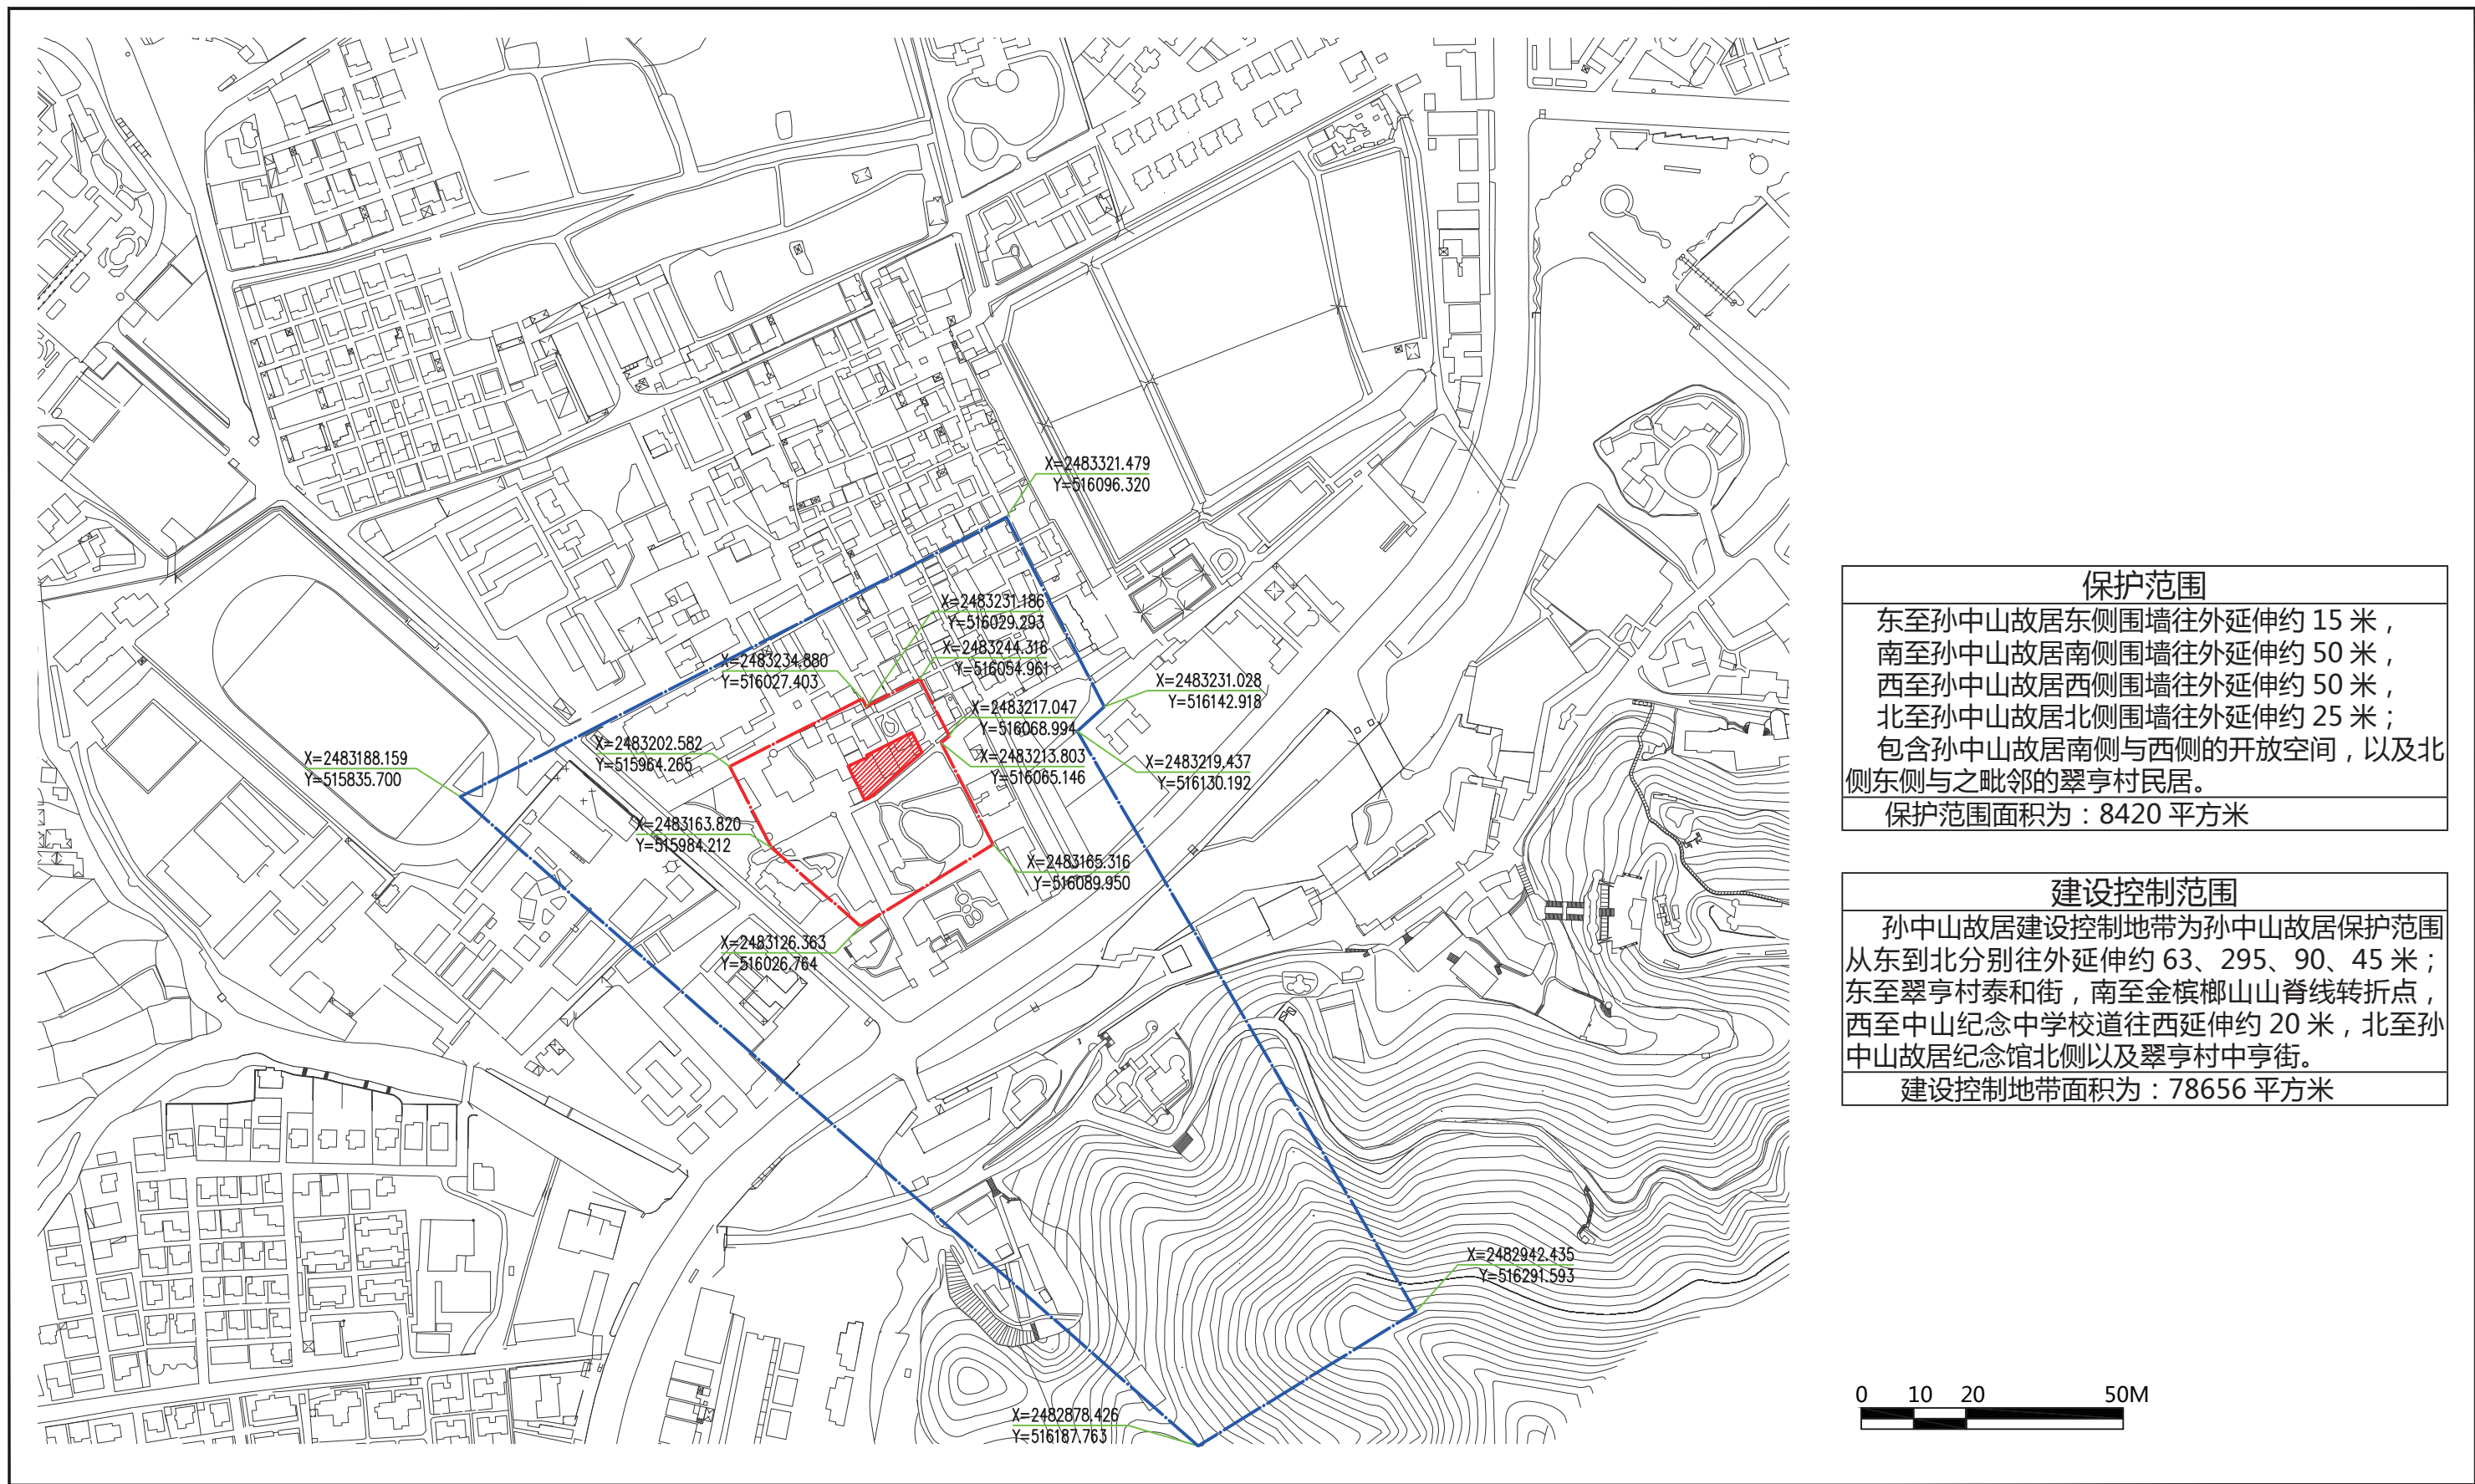 X=2483321.479
Y=516096.320
X=2483231.186
Y=516029.293
X=2483244.316
Y=516054.961
X=2483234.880
Y=516027.403
X=2483231.028
Y=516142.918
X=2483217.047
Y=516068.994
X=2483202.582
Y=515964.265
X=2483213.803
Y=516065.146
X=2483219.437
Y=516130.192
X=2483188.159
Y=515835.700
X=2483163.820
Y=515984.212
X=2483165.316
Y=516089.950
X=2483126.363
Y=516026.764
X=2482942.435
Y=516291.593
X=2482878.426
Y=516187.763
保护范围
东至孙中山故居东侧围墙往外延伸约 15 米，
南至孙中山故居南侧围墙往外延伸约 50 米，
西至孙中山故居西侧围墙往外延伸约 50 米，
北至孙中山故居北侧围墙往外延伸约 25 米；
包含孙中山故居南侧与西侧的开放空间，以及北
侧东侧与之毗邻的翠亨村民居。
保护范围面积为：8420 平方米
建设控制范围
孙中山故居建设控制地带为孙中山故居保护范围
从东到北分别往外延伸约 63、295、90、45 米；
东至翠亨村泰和街，南至金槟榔山山脊线转折点，
西至中山纪念中学校道往西延伸约 20 米，北至孙
中山故居纪念馆北侧以及翠亨村中亨街。
建设控制地带面积为：78656 平方米
0 10 20 50M